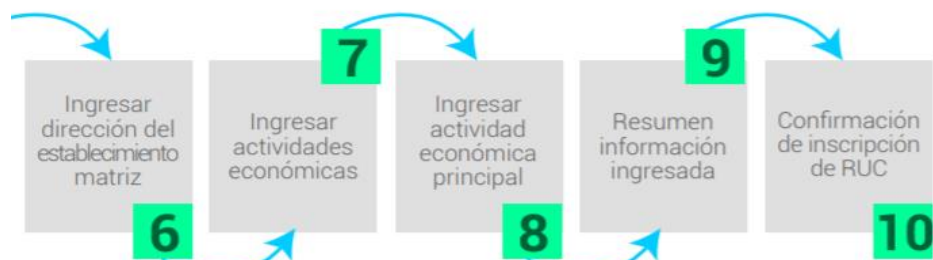 Ingresar
dirección del
establecimiento
matriz
6
7
Ingresar
actividades
económicas
Ingresar
actividad
económica
principal
8
9
Resumen
información
ingresada
Confirmación
de inscripción
de RUC
10